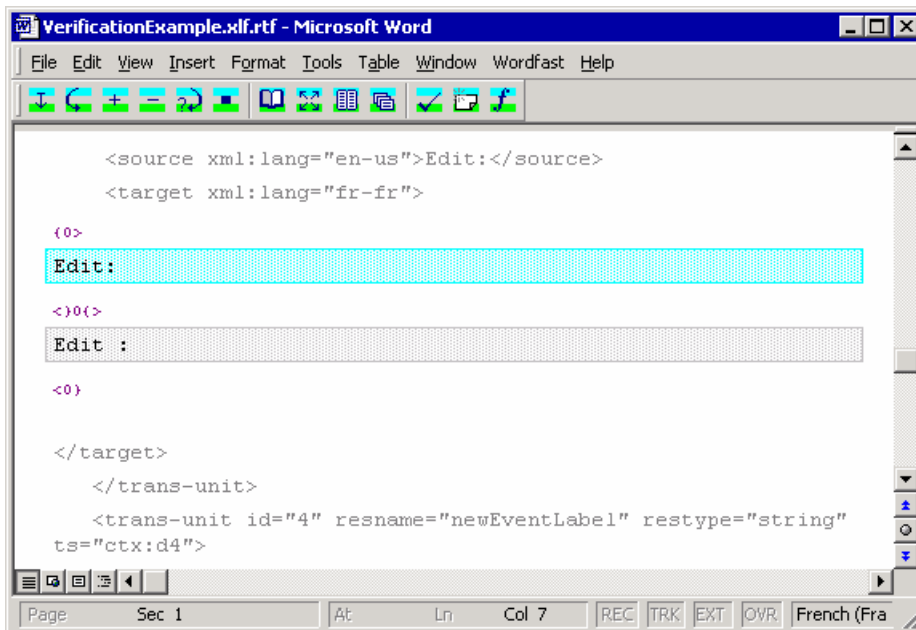 VerificationExample.xlf.rtf - Microsoft Word
File Edit View Insert Format Tools Table Window Wordfast Help
<source xml:lang="en-us">Edit:</source>
<target xml:lang="fr-fr">
{0>
Edit:
<}0{>
Edit :
<0}
</target>
</trans-unit>
<trans-unit id="4" resname="newEventLabel" restype="string"
ts="ctx:d4">
Page Sec 1 At Ln Col 7 REC TRK EXT OVR French (Fra